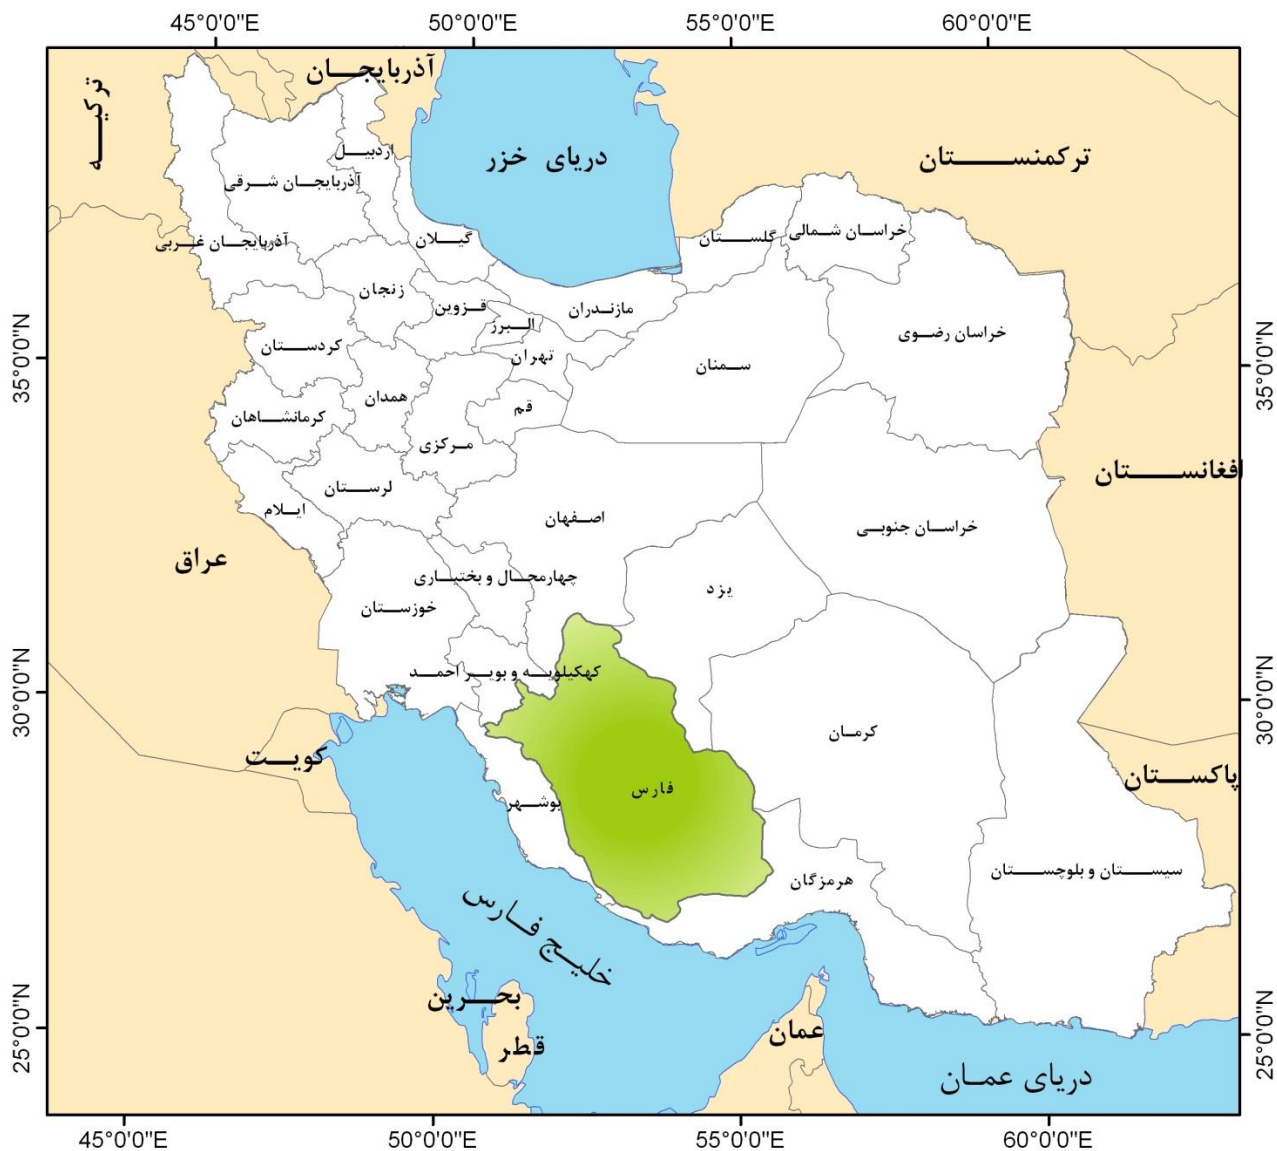 45°0'0"E
50°0'0"E
55°0'0"E
60°0'0"E
آذربایجان
ترکیه
دریای خزر
ترکمنستان
اردبیل
آذربایجان شرقی
آذربایجان غربی
گیلان
گلستان
خراسان شمالی
زنجان
قزوین
مازندران
البرز
خراسان رضوی
35°0'0"N
35°0'0"N
کردستان
تهران
سمنان
همدان
قم
کرمانشاهان
مرکزی
افغانستان
لرستان
ایلام
اصفهان
خراسان جنوبی
عراق
چهارمحال و بختیاری
یزد
خوزستان
کهکیلویه و بویر احمد
30°0'0"N
30°0'0"N
کرمان
کویت
پاکستان
فارس
بوشهر
سیستان و بلوچستان
هرمزگان
خلیج فارس
بحرین
25°0'0"N
25°0'0"N
قطر
عمان
دریای عمان
45°0'0"E
50°0'0"E
55°0'0"E
60°0'0"E